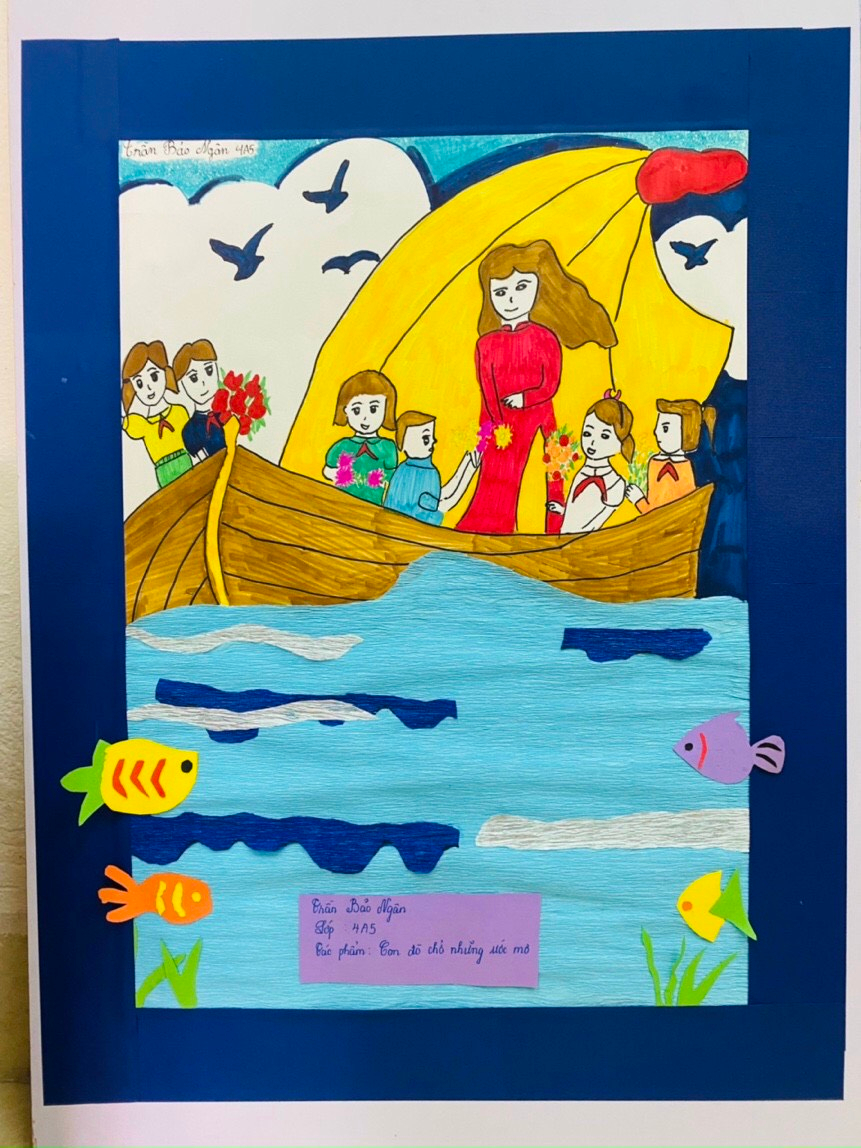 Trần Bảo Ngân 4A5
Trần Bảo Ngân
Lớp : 4A5
Tác phẩm : Con đò chở những ước mơ